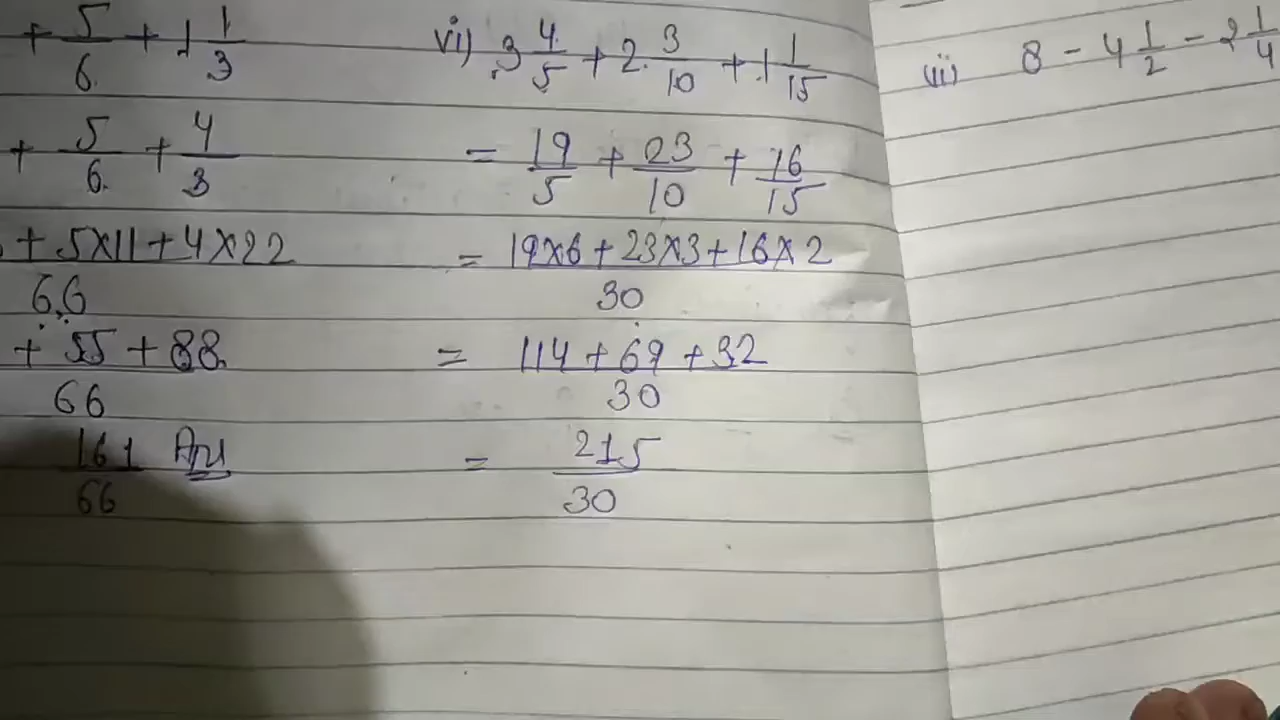 + 5/6 + 1 1/3
+ 5/6 + 4/3
+ 5×11 + 4×22
66
+ 55 + 88
66
161 Ans
66
vi) 3 4/5 + 2 3/10 + 1 1/15
= 19/5 + 23/10 + 16/15
= 19×6 + 23×3 + 16×2
30
= 114 + 69 + 32
30
= 215
30
iii) 8 - 4 1/2 - 2 1/4